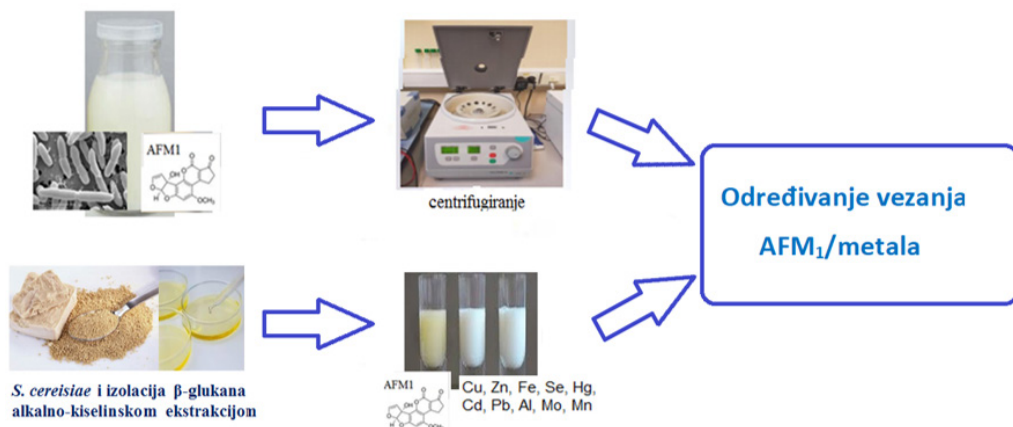 AFM1
centrifugiranje
Određivanje vezanja
AFM₁/metala
S. cereisiae i izolacija β-glukana
alkalno-kiselinskom ekstrakcijom
AFM1
Cu, Zn, Fe, Se, Hg,
Cd, Pb, Al, Mo, Mn